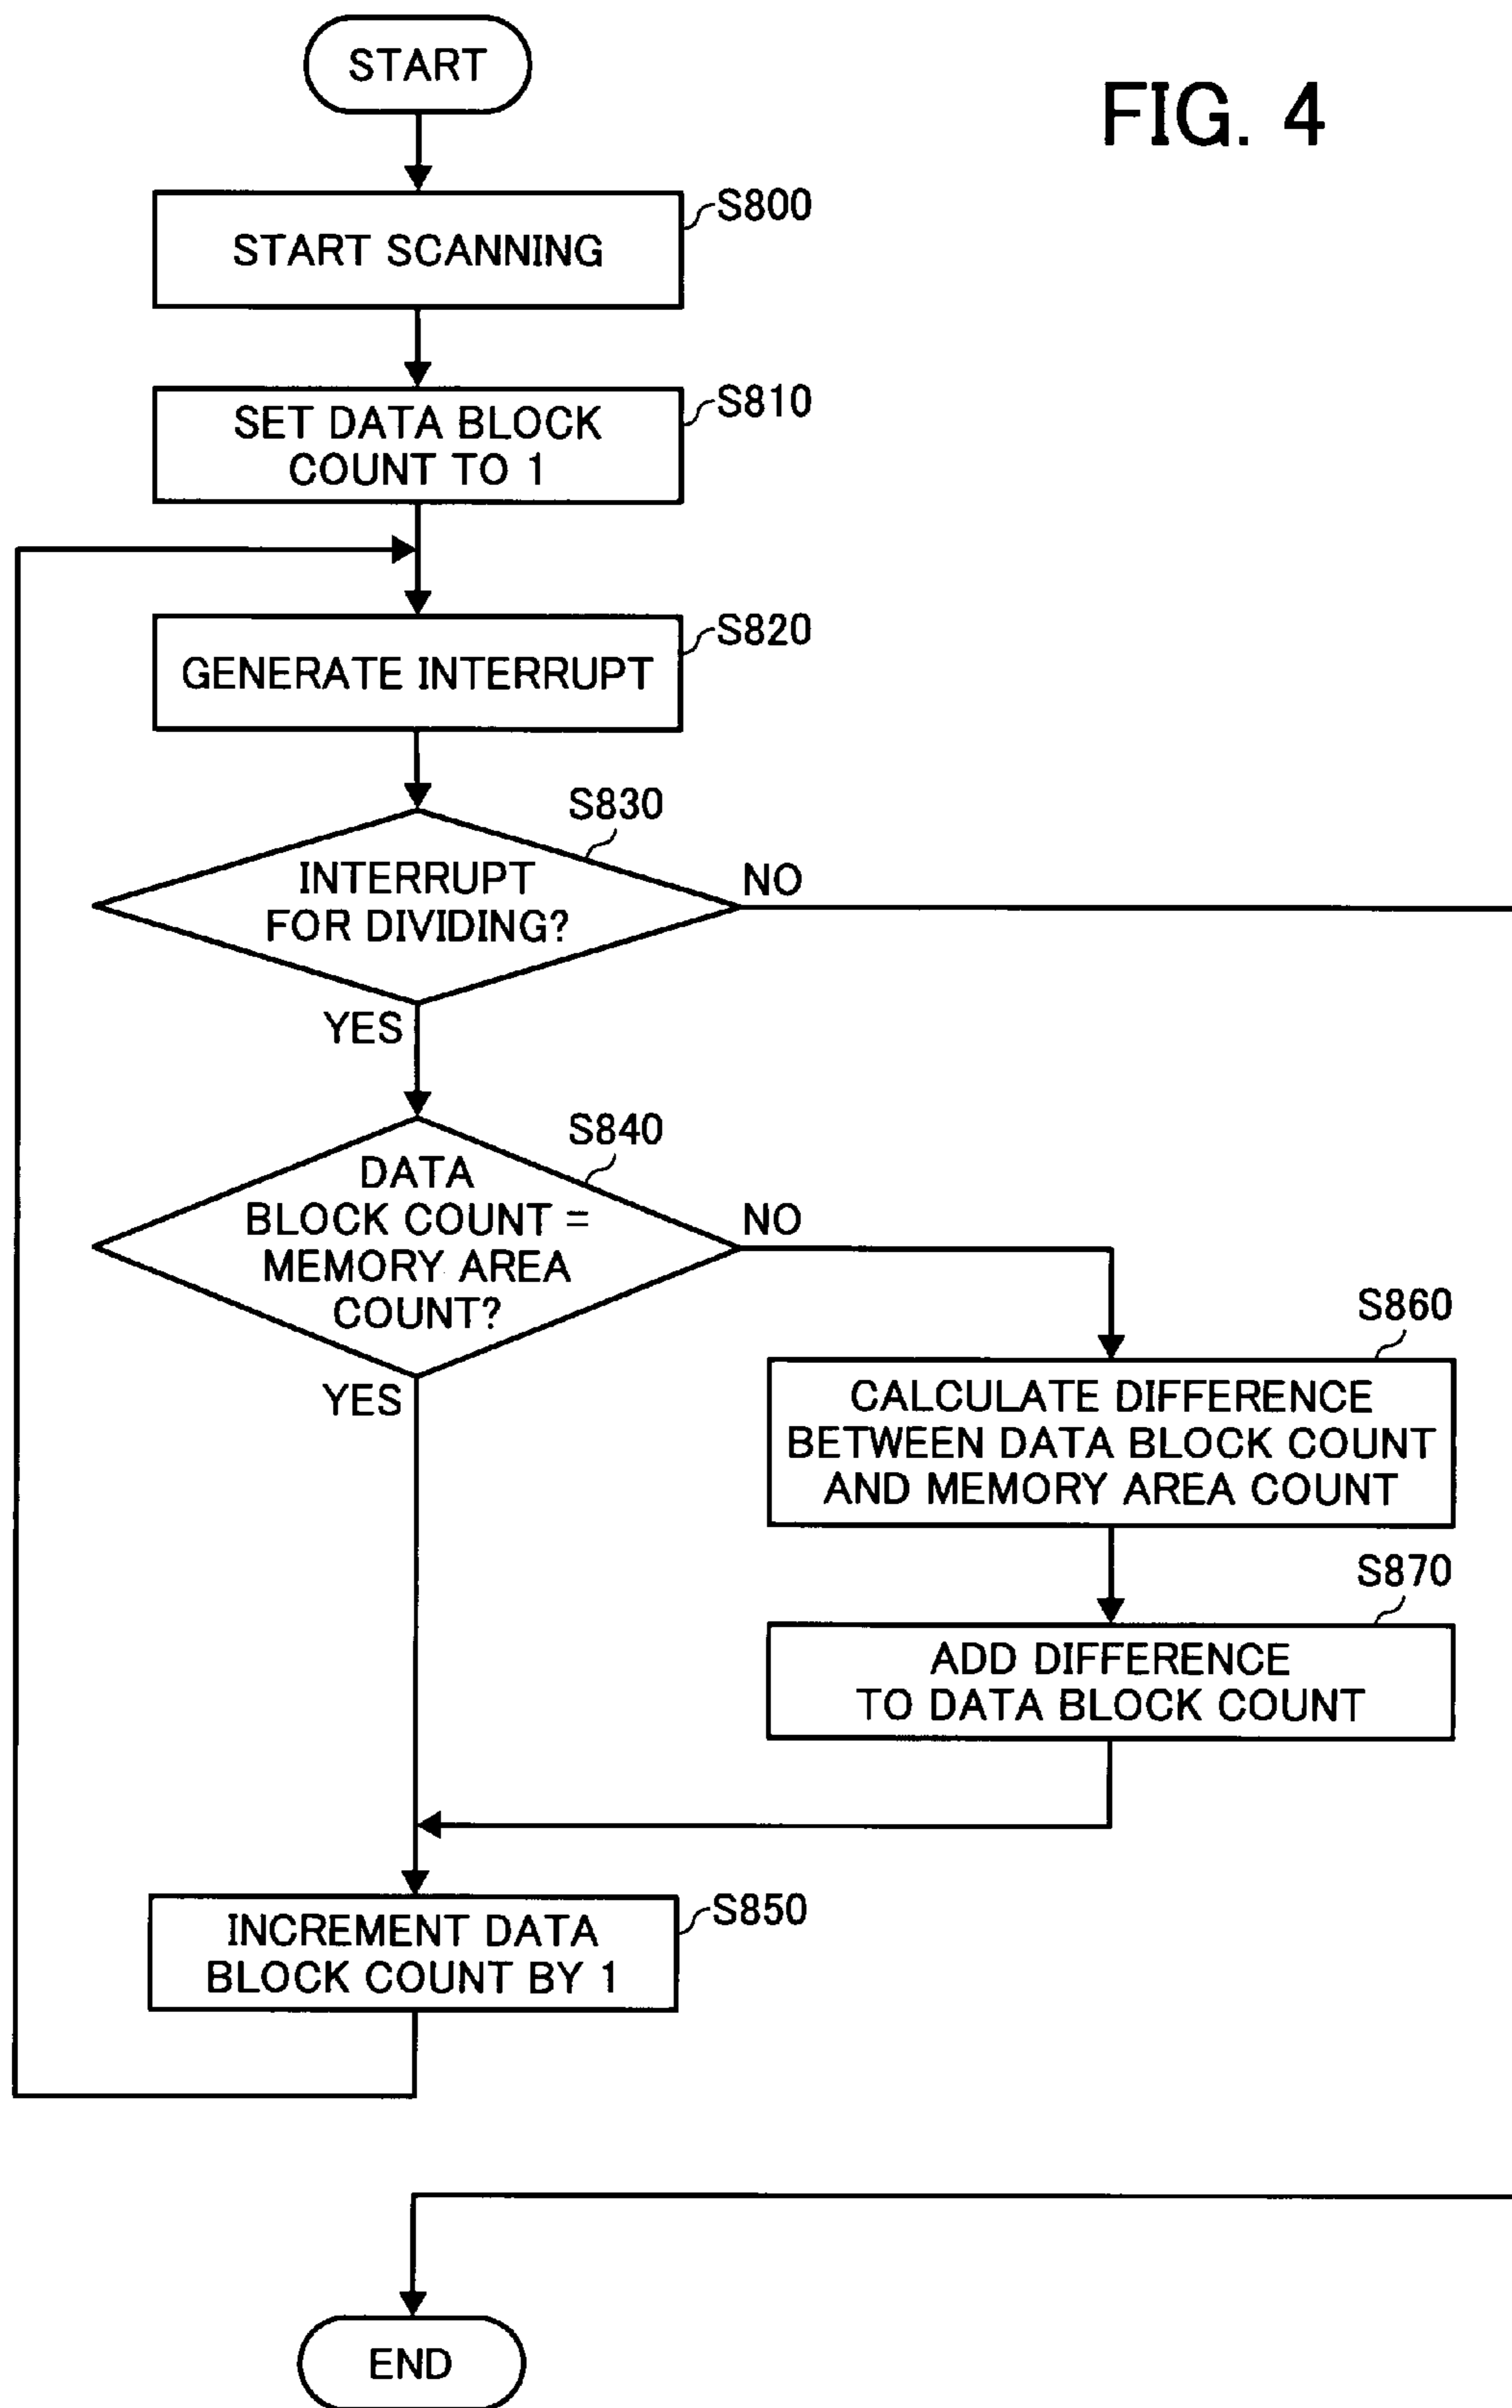 START
FIG. 4
S800
START SCANNING
S810
SET DATA BLOCK
COUNT TO 1
S820
GENERATE INTERRUPT
S830
INTERRUPT
FOR DIVIDING?
NO
YES
S840
DATA
BLOCK COUNT =
MEMORY AREA
COUNT?
NO
YES
S860
CALCULATE DIFFERENCE
BETWEEN DATA BLOCK COUNT
AND MEMORY AREA COUNT
S870
ADD DIFFERENCE
TO DATA BLOCK COUNT
S850
INCREMENT DATA
BLOCK COUNT BY 1
END